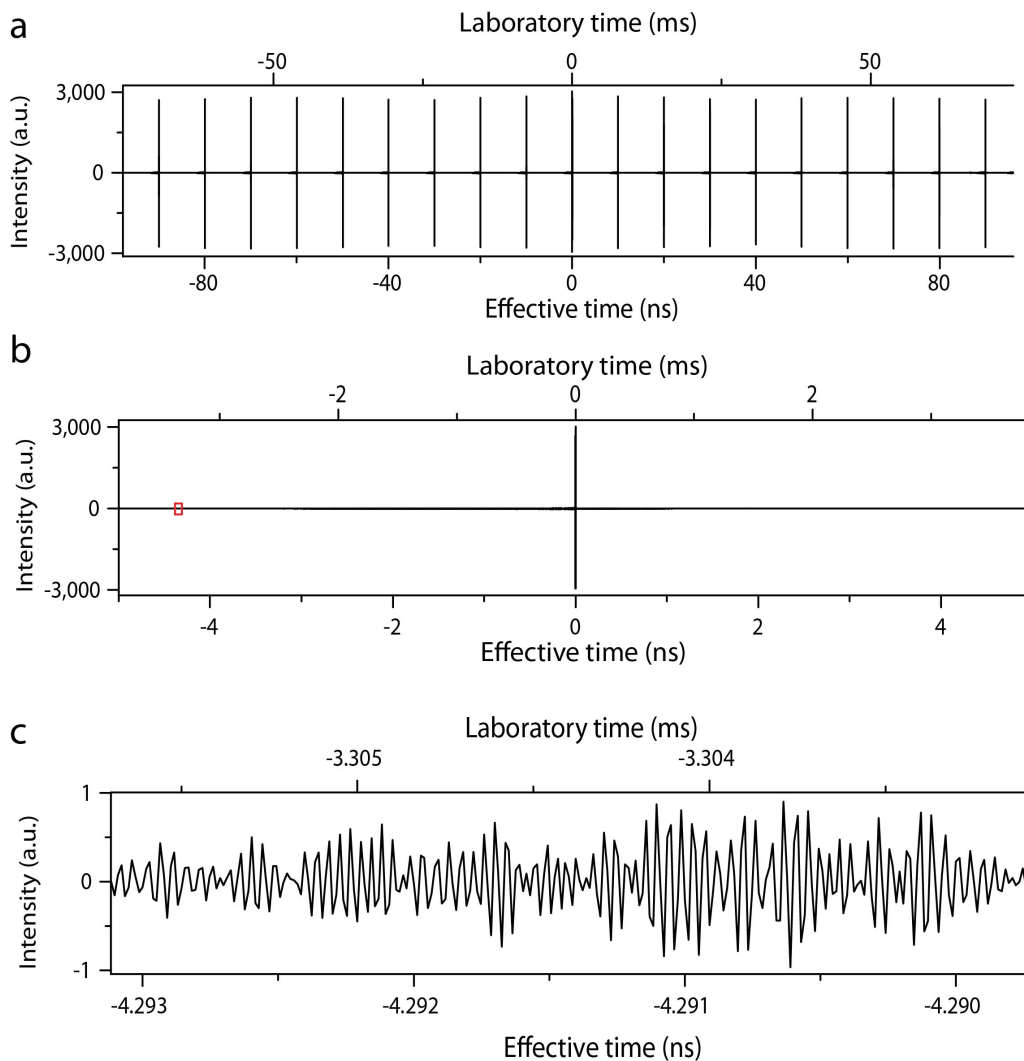 a
Laboratory time (ms)
-50 0 50
Intensity (a.u.)
3,000
0
-3,000
-80 -40 0 40 80
Effective time (ns)
b
Laboratory time (ms)
-2 0 2
Intensity (a.u.)
3,000
0
-3,000
-4 -2 0 2 4
Effective time (ns)
c
Laboratory time (ms)
-3.305 -3.304
Intensity (a.u.)
1
0
-1
-4.293 -4.292 -4.291 -4.290
Effective time (ns)